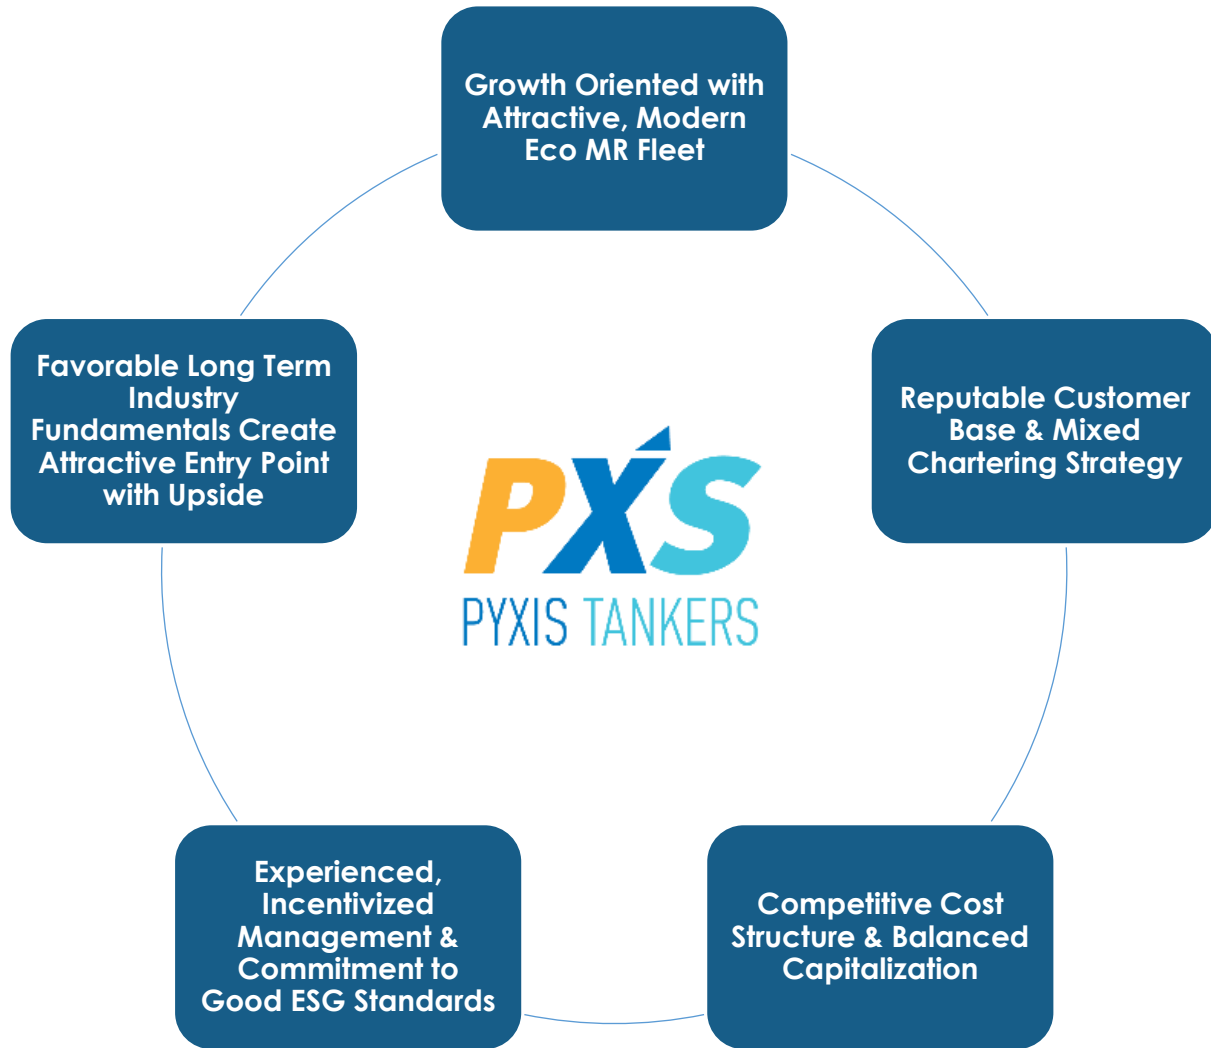 Growth Oriented with
Attractive, Modern
Eco MR Fleet
Favorable Long Term
Industry
Fundamentals Create
Attractive Entry Point
with Upside
Reputable Customer
Base & Mixed
Chartering Strategy
PXS
PYXIS TANKERS
Experienced,
Incentivized
Management &
Commitment to
Good ESG Standards
Competitive Cost
Structure & Balanced
Capitalization